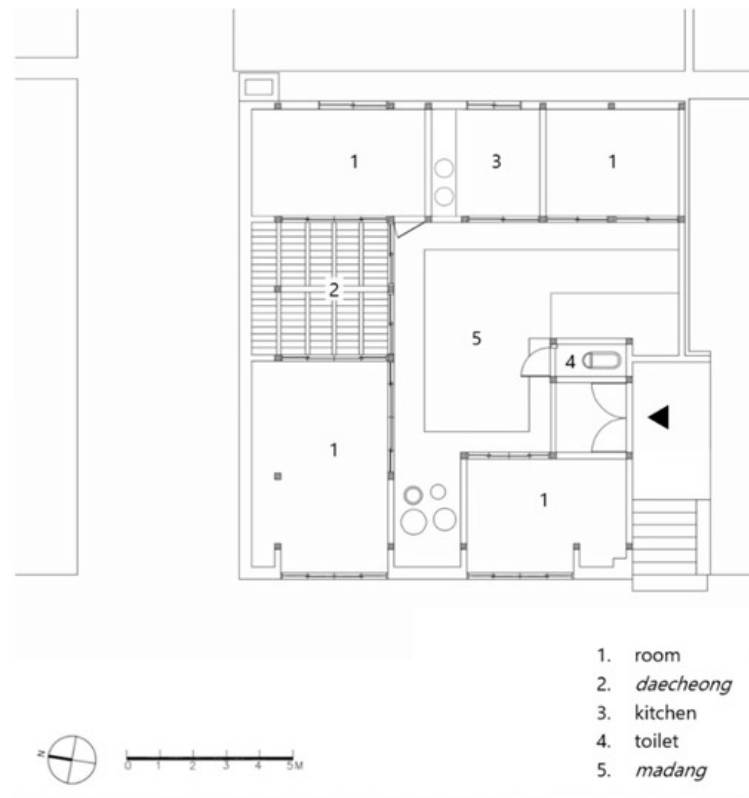 1
3
1
2
5
4
1
1
1. room
2. daecheong
3. kitchen
4. toilet
5. madang
N
0 1 2 3 4 5M